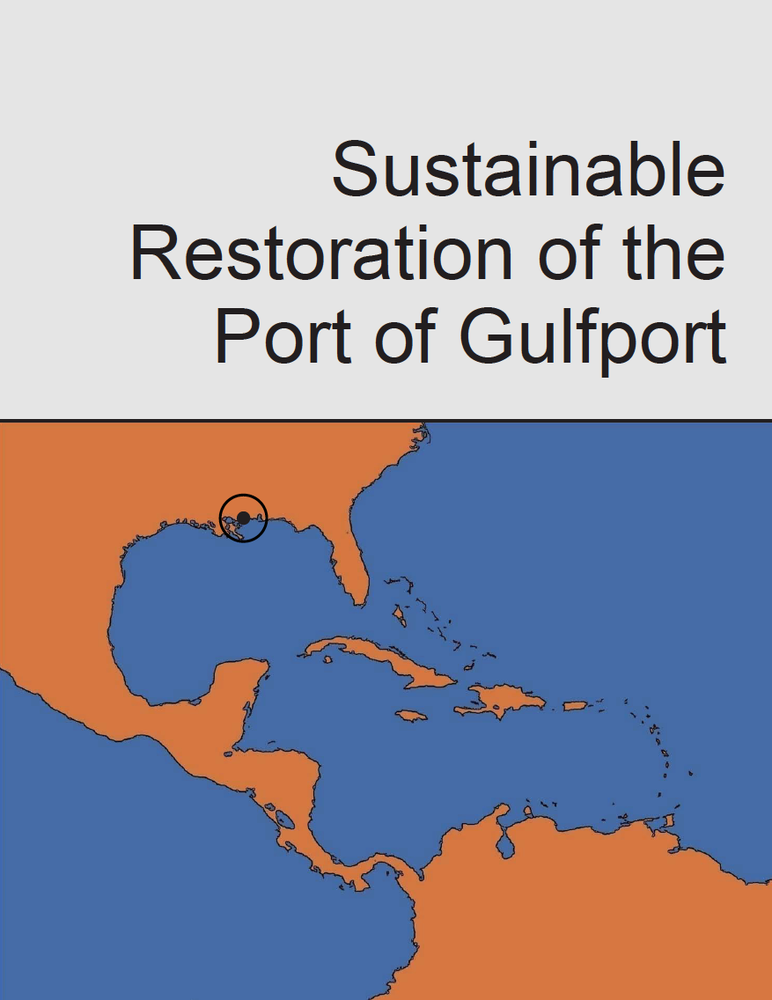 Sustainable
Restoration of the
Port of Gulfport